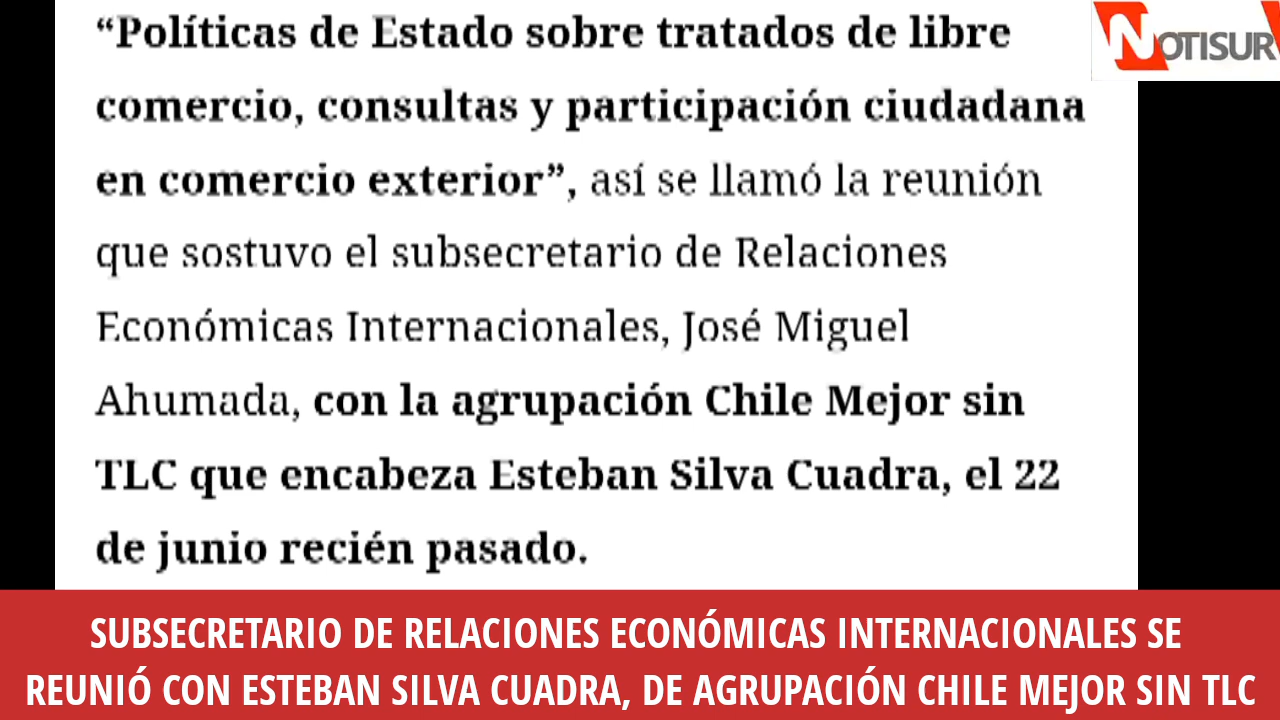 “Políticas de Estado sobre tratados de libre
comercio, consultas y participación ciudadana
en comercio exterior”, así se llamó la reunión
que sostuvo el subsecretario de Relaciones
Económicas Internacionales, José Miguel
Ahumada, con la agrupación Chile Mejor sin
TLC que encabeza Esteban Silva Cuadra, el 22
de junio recién pasado.
NOTISUR
SUBSECRETARIO DE RELACIONES ECONÓMICAS INTERNACIONALES SE
REUNIÓ CON ESTEBAN SILVA CUADRA, DE AGRUPACIÓN CHILE MEJOR SIN TLC